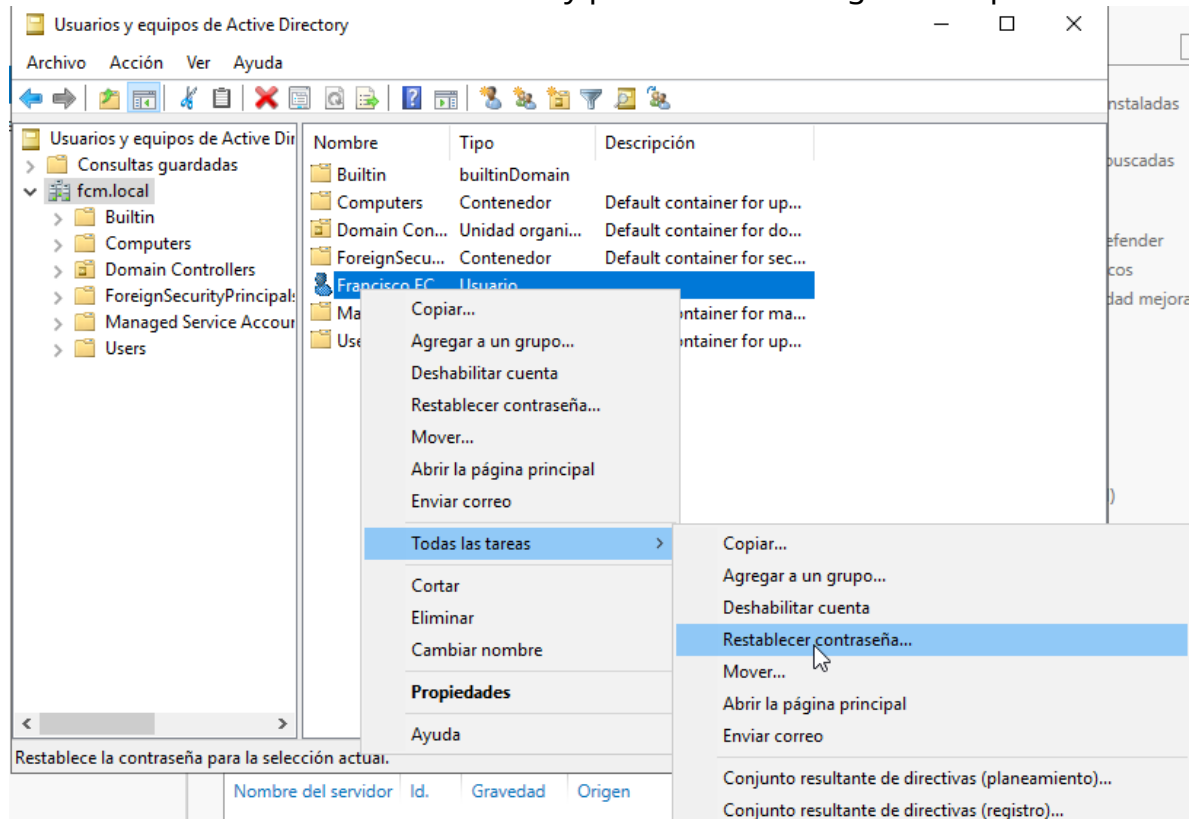 Usuarios y equipos de Active Directory
Archivo Acción Ver Ayuda
Usuarios y equipos de Active Dir
Consultas guardadas
fcm.local
Builtin
Computers
Domain Controllers
ForeignSecurityPrincipals
Managed Service Accour
Users
Nombre Tipo Descripción
Builtin builtinDomain
Computers Contenedor Default container for up...
Domain Con... Unidad organi... Default container for do...
ForeignSecu... Contenedor Default container for sec...
Francisco FC Usuario
Ma ntainer for ma...
Use ntainer for up...
Copiar...
Agregar a un grupo...
Deshabilitar cuenta
Restablecer contraseña...
Mover...
Abrir la página principal
Enviar correo
Todas las tareas
Cortar
Eliminar
Cambiar nombre
Propiedades
Ayuda
Copiar...
Agregar a un grupo...
Deshabilitar cuenta
Restablecer contraseña...
Mover...
Abrir la página principal
Enviar correo
Conjunto resultante de directivas (planeamiento)...
Conjunto resultante de directivas (registro)...
Restablece la contraseña para la selección actual.
Nombre del servidor Id. Gravedad Origen
nstaladas
buscadas
efender
cos
dad mejora
)